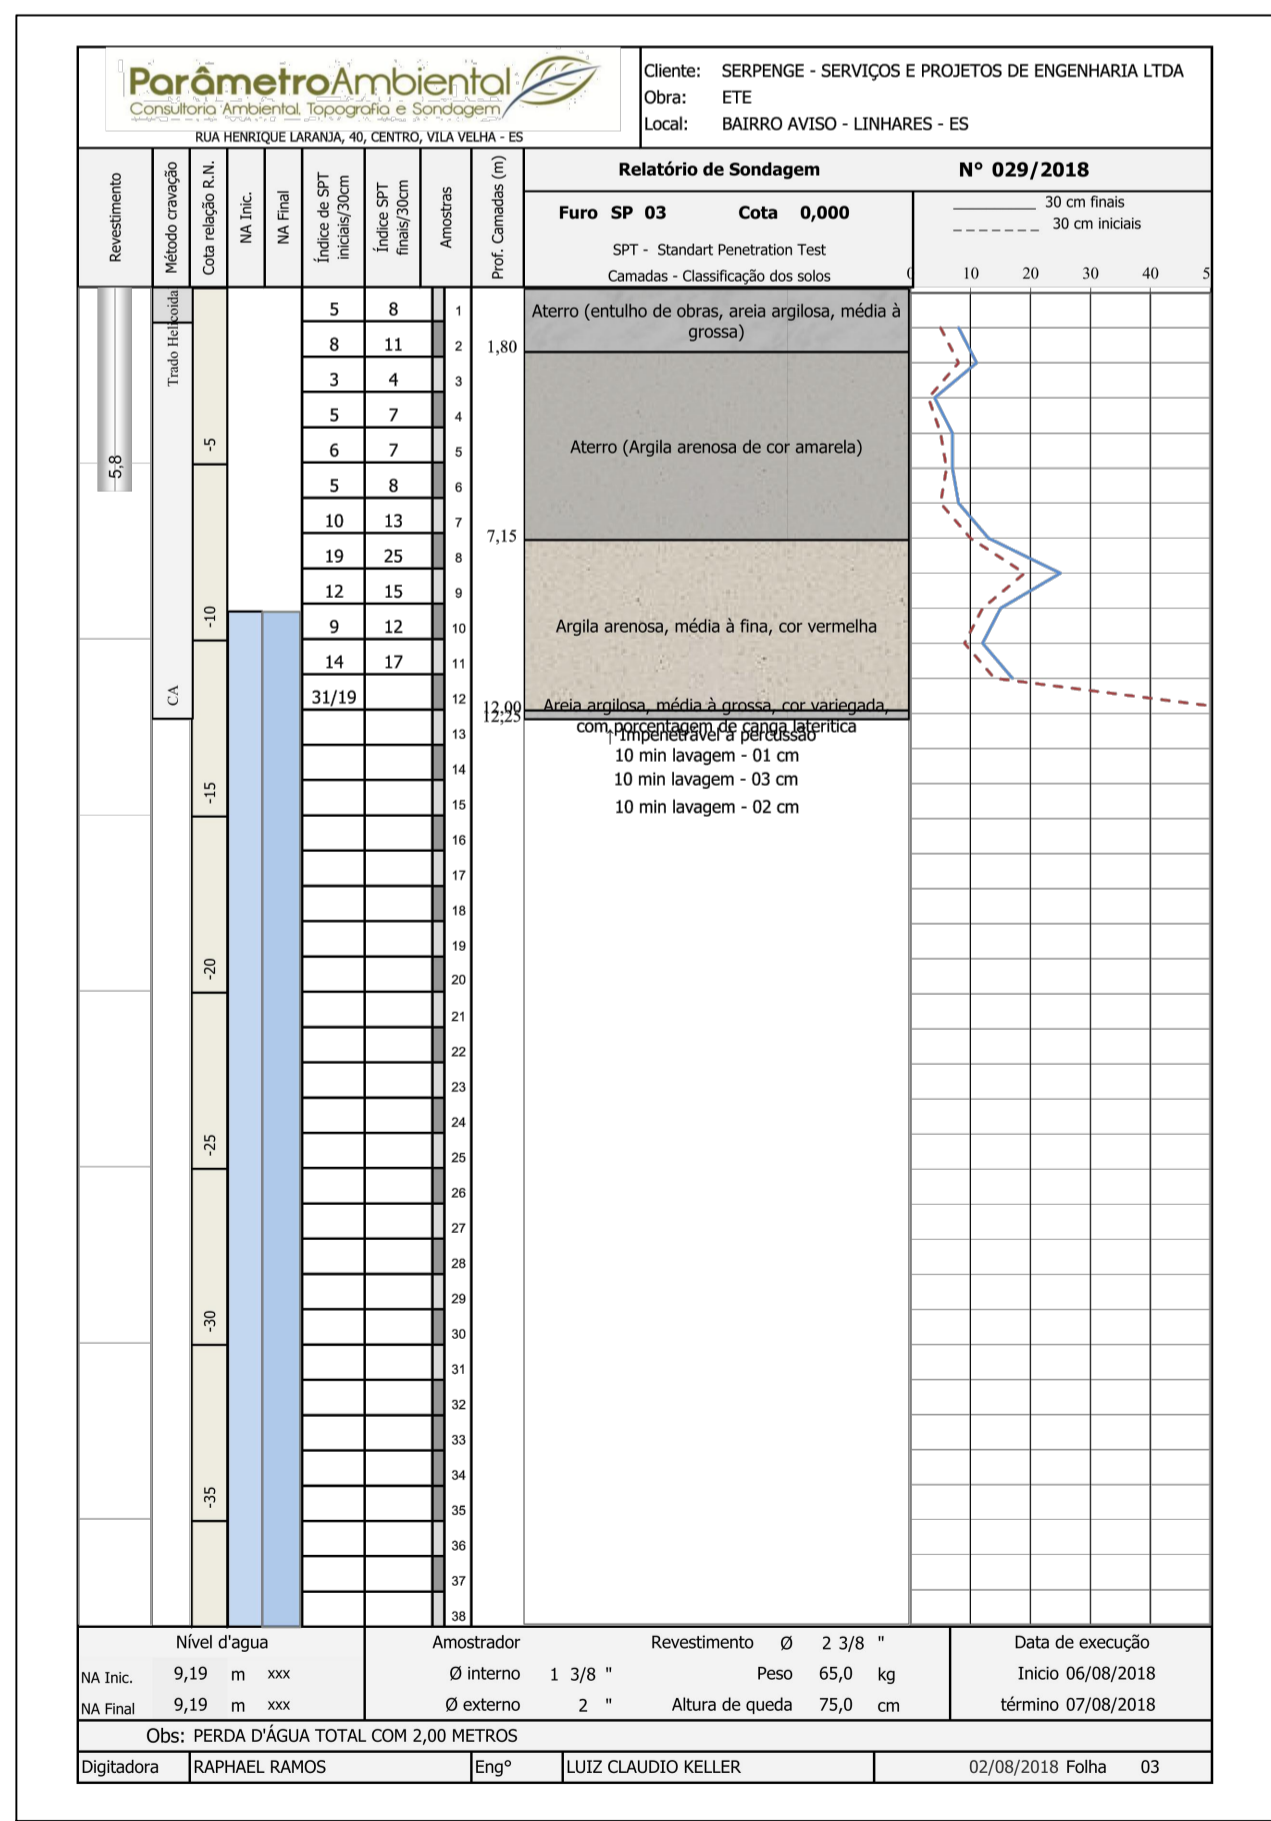 ParâmetroAmbiental
Consultoria Ambiental, Topografia e Sondagem
RUA HENRIQUE LARANJA, 40, CENTRO, VILA VELHA - ES
Cliente: SERPENGE - SERVIÇOS E PROJETOS DE ENGENHARIA LTDA
Obra: ETE
Local: BAIRRO AVISO - LINHARES - ES
Revestimento
Método cravação
Cota relação R.N.
NA Inic.
NA Final
Índice de SPT
iniciais/30cm
Índice SPT
finais/30cm
Amostras
Prof. Camadas (m)
Relatório de Sondagem N° 029/2018
Furo SP 03 Cota 0,000
SPT - Standart Penetration Test
Camadas - Classificação dos solos
30 cm finais
30 cm iniciais
0 10 20 30 40 5
5,8
Trado Helicoida
CA
-5
-10
-15
-20
-25
-30
-35
5 8 1
8 11 2
3 4 3
5 7 4
6 7 5
5 8 6
10 13 7
19 25 8
12 15 9
9 12 10
14 17 11
31/19 12
13
14
15
16
17
18
19
20
21
22
23
24
25
26
27
28
29
30
31
32
33
34
35
36
37
38
1,80
7,15
12,00
12,25
Aterro (entulho de obras, areia argilosa, média à
grossa)
Aterro (Argila arenosa de cor amarela)
Argila arenosa, média à fina, cor vermelha
Areia argilosa, média à grossa, cor variegada,
com porcentagem de canga lateritica
↑ Impenetrável à percussão
10 min lavagem - 01 cm
10 min lavagem - 03 cm
10 min lavagem - 02 cm
Nível d'agua
NA Inic. 9,19 m xxx
NA Final 9,19 m xxx
Amostrador Revestimento Ø 2 3/8 "
Ø interno 1 3/8 " Peso 65,0 kg
Ø externo 2 " Altura de queda 75,0 cm
Data de execução
Inicio 06/08/2018
término 07/08/2018
Obs: PERDA D'ÁGUA TOTAL COM 2,00 METROS
Digitadora RAPHAEL RAMOS Eng° LUIZ CLAUDIO KELLER 02/08/2018 Folha 03